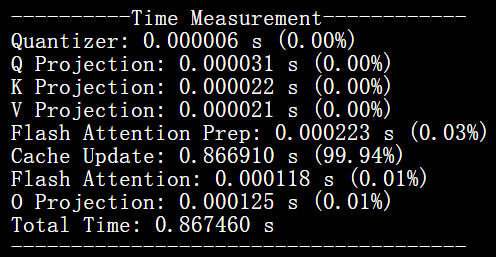 ----------Time Measurement------------
Quantizer: 0.000006 s (0.00%)
Q Projection: 0.000031 s (0.00%)
K Projection: 0.000022 s (0.00%)
V Projection: 0.000021 s (0.00%)
Flash Attention Prep: 0.000223 s (0.03%)
Cache Update: 0.866910 s (99.94%)
Flash Attention: 0.000118 s (0.01%)
O Projection: 0.000125 s (0.01%)
Total Time: 0.867460 s
--------------------------------------